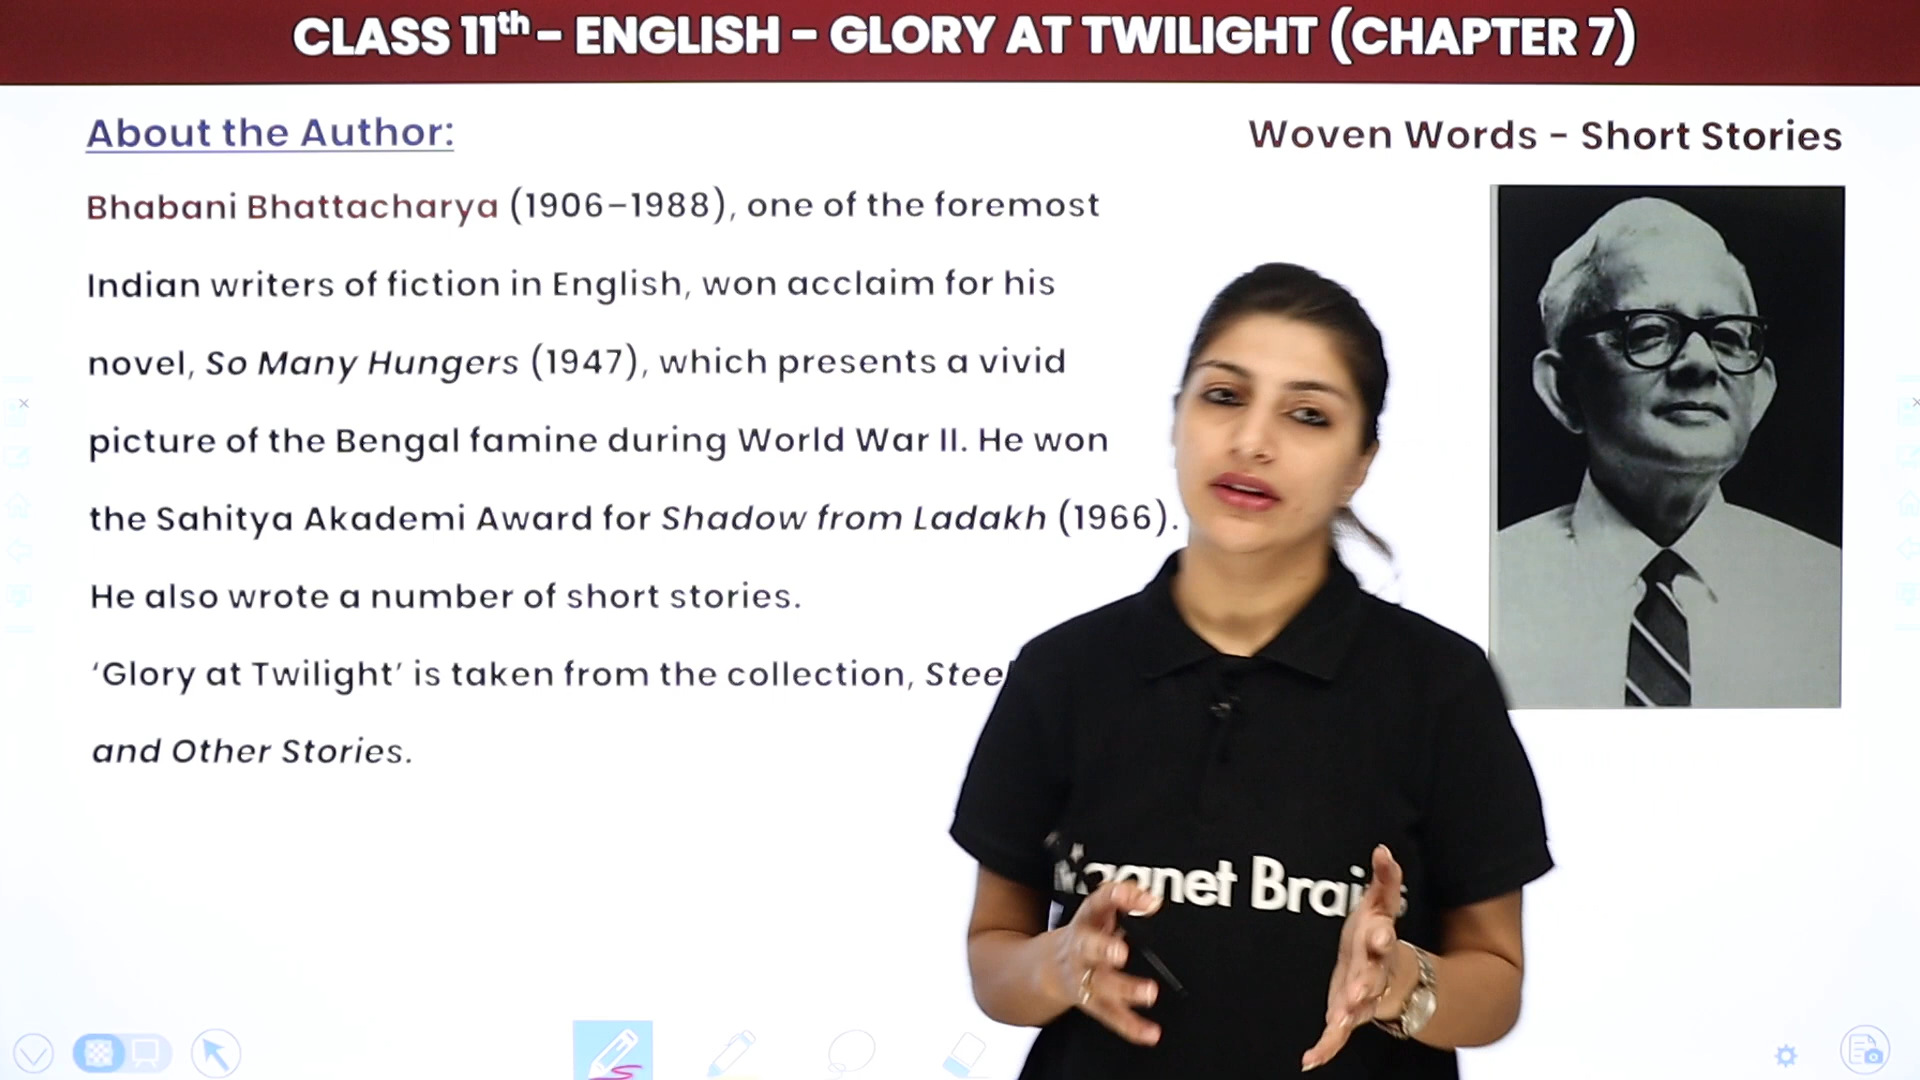 CLASS 11th - ENGLISH - GLORY AT TWILIGHT (CHAPTER 7)
About the Author:
Woven Words - Short Stories
Bhabani Bhattacharya (1906–1988), one of the foremost
Indian writers of fiction in English, won acclaim for his
novel, So Many Hungers (1947), which presents a vivid
picture of the Bengal famine during World War II. He won
the Sahitya Akademi Award for Shadow from Ladakh (1966).
He also wrote a number of short stories.
‘Glory at Twilight’ is taken from the collection, Steel
and Other Stories.
Magnet Brains